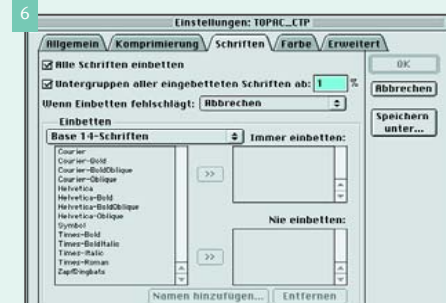 6
Einstellungen: TOPAC_CTP
Allgemein Komprimierung Schriften Farbe Erweitert
Alle Schriften einbetten
Untergruppen aller eingebetteten Schriften ab: 1 %
Wenn Einbetten fehlschlägt: Abbrechen
OK
Abbrechen
Speichern
unter...
Einbetten
Base 14-Schriften
Immer einbetten:
Courier
Courier-Bold
Courier-BoldOblique
Courier-Oblique
Helvetica
Helvetica-Bold
Helvetica-BoldOblique
Helvetica-Oblique
Symbol
Times-Bold
Times-BoldItalic
Times-Italic
Times-Roman
ZapfDingbats
>>
Nie einbetten:
>>
Namen hinzufügen... Entfernen